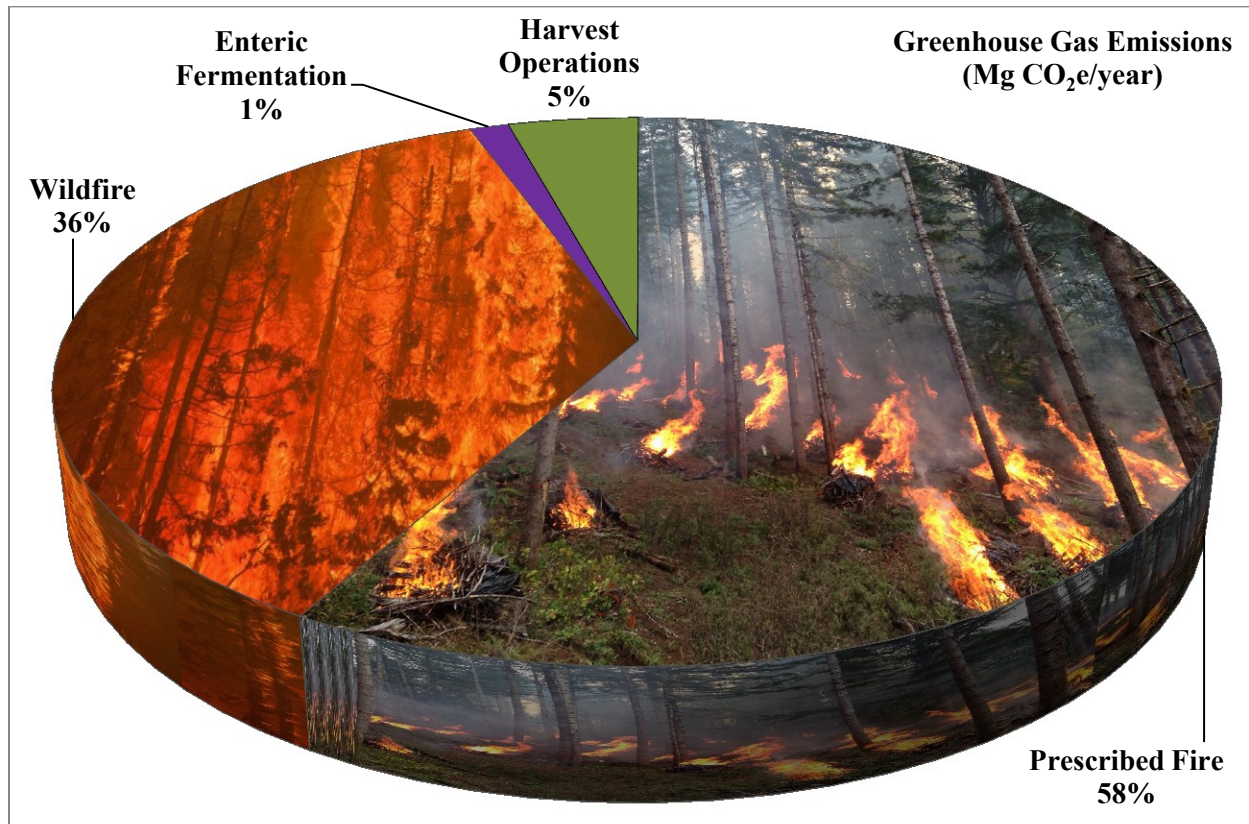 Enteric
Fermentation
1%
Harvest
Operations
5%
Greenhouse Gas Emissions
(Mg CO₂e/year)
Wildfire
36%
Prescribed Fire
58%